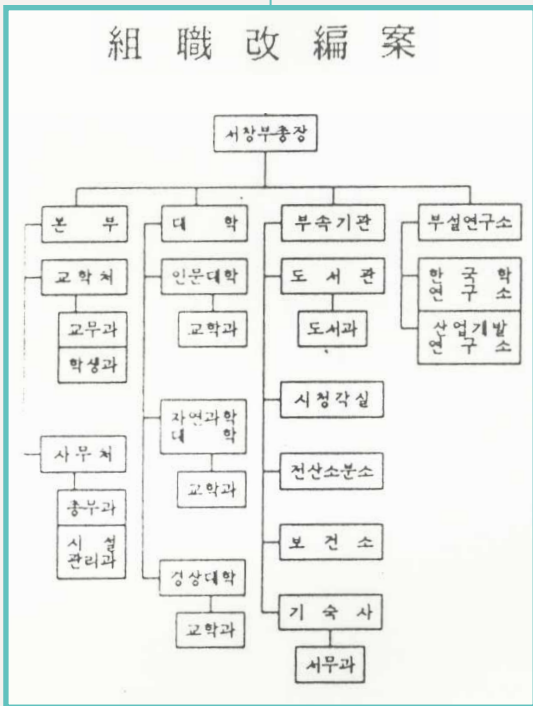 組 職 改 編 案
서창부총장
본 부
대 학
부속기관
부설연구소
교학처
교무과
학생과
사무처
총무과
시 설
관리과
인문대학
교학과
자연과학
대 학
교학과
경상대학
교학과
도 서 관
도서과
시청각실
전산소분소
보 건 소
기 숙 사
서무과
한 국 학
연 구 소
산업개발
연 구 소